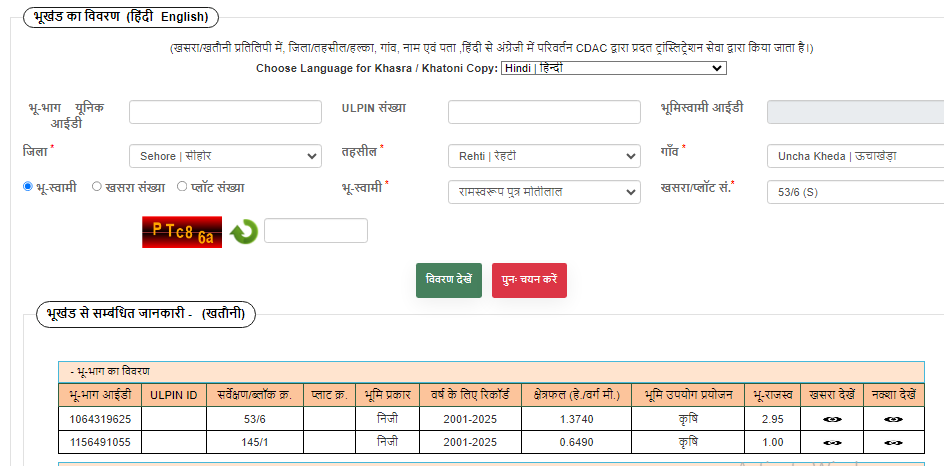 भूखंड का विवरण (हिंदी English)
(खसरा/खतौनी प्रतिलिपी में, जिला/तहसील/हल्का, गांव, नाम एवं पता ,हिंदी से अंग्रेजी में परिवर्तन CDAC द्वारा प्रदत ट्रांस्लिट्रेशन सेवा द्वारा किया जाता है।)
Choose Language for Khasra / Khatoni Copy: Hindi | हिन्दी
भू-भाग यूनिक आईडी ULPIN संख्या भूमिस्वामी आईडी
जिला * Sehore | सीहोर तहसील * Rehti | रेहटी गाँव * Uncha Kheda | ऊचाखेड़ा
भू-स्वामी खसरा संख्या प्लॉट संख्या भू-स्वामी * रामस्वरूप पुत्र मोतीलाल खसरा/प्लॉट सं.* 53/6 (S)
PTc86a
विवरण देखें पुनः चयन करें
भूखंड से सम्बंधित जानकारी - (खतौनी)
- भू-भाग का विवरण
भू-भाग आईडी ULPIN ID सर्वेक्षण/ब्लॉक क्र. प्लाट क्र. भूमि प्रकार वर्ष के लिए रिकॉर्ड क्षेत्रफल (हे./वर्ग मी.) भूमि उपयोग प्रयोजन भू-राजस्व खसरा देखें नक्शा देखें
1064319625 53/6 निजी 2001-2025 1.3740 कृषि 2.95
1156491055 145/1 निजी 2001-2025 0.6490 कृषि 1.00